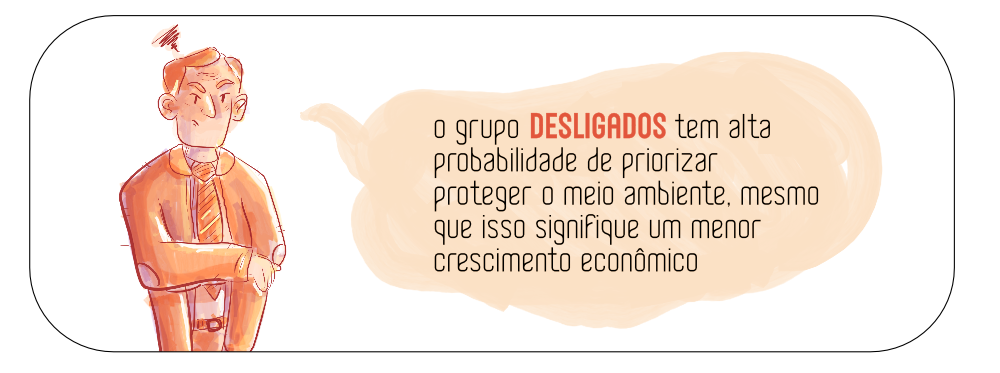 o grupo DESLIGADOS tem alta
probabilidade de priorizar
proteger o meio ambiente, mesmo
que isso signifique um menor
crescimento econômico